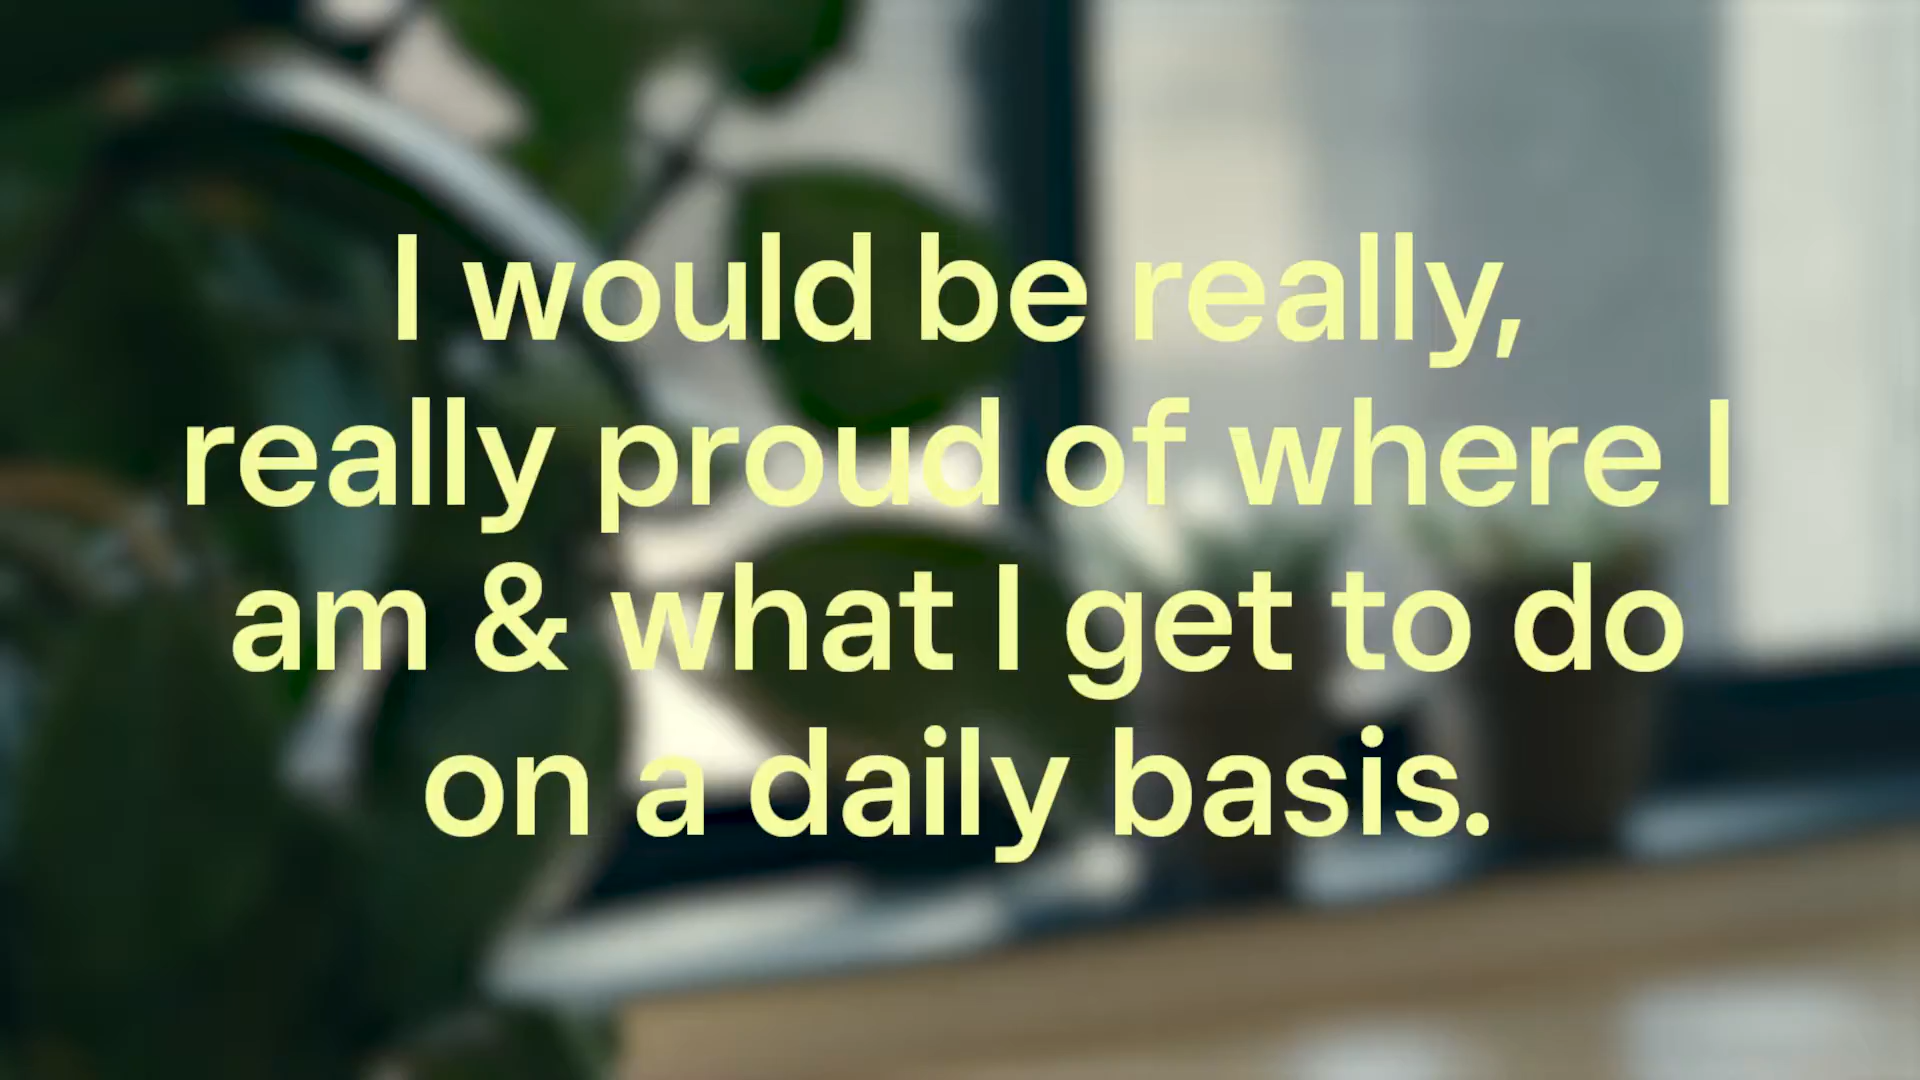 I would be really,
really proud of where I
am & what I get to do
on a daily basis.